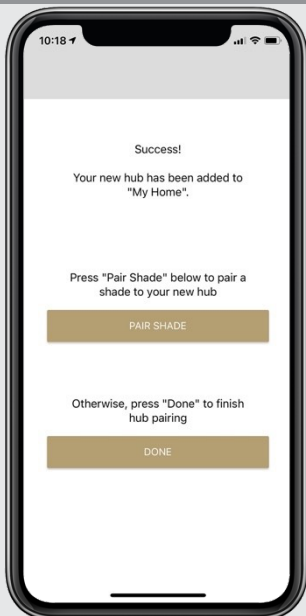 10:18
Success!
Your new hub has been added to
"My Home".
Press "Pair Shade" below to pair a
shade to your new hub
PAIR SHADE
Otherwise, press "Done" to finish
hub pairing
DONE